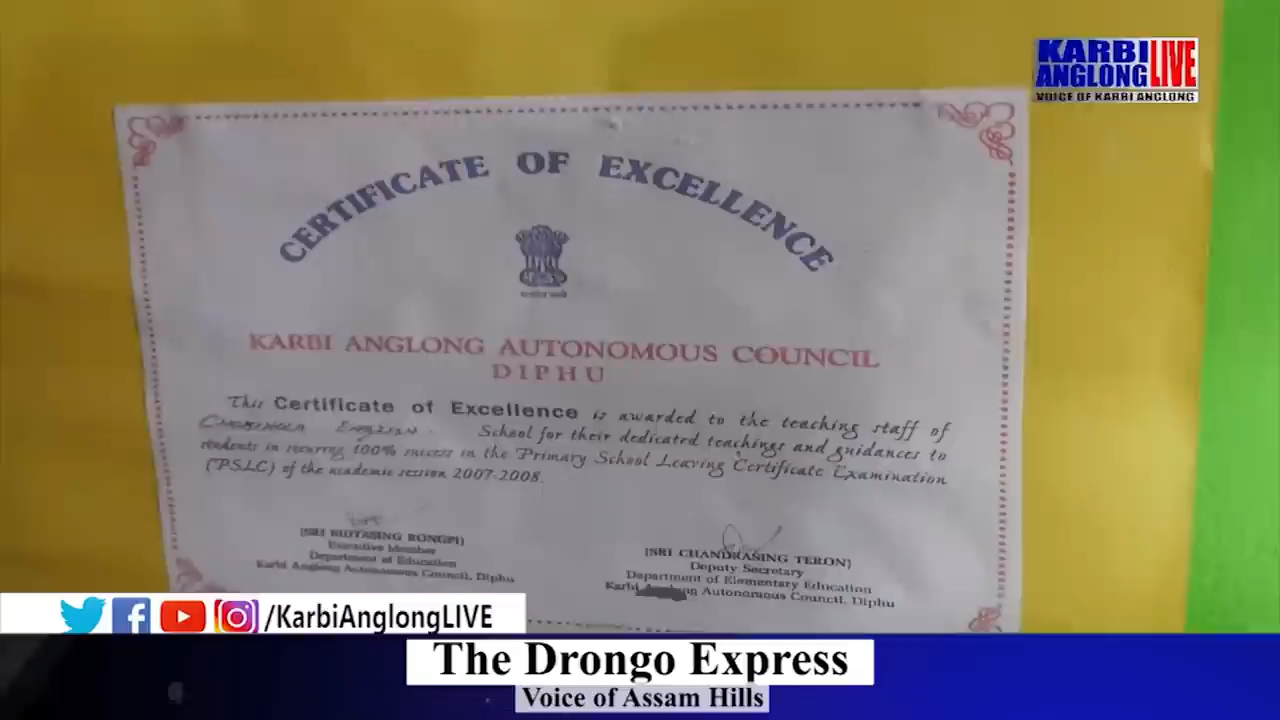 KARBI
ANGLONG LIVE
VOICE OF KARBI ANGLONG
CERTIFICATE OF EXCELLENCE
KARBI ANGLONG AUTONOMOUS COUNCIL
DIPHU
This Certificate of Excellence is awarded to the teaching staff of
English School for their dedicated teachings and guidances to
students in securing 100% success in the Primary School Leaving Certificate Examination
(PSLC) of the academic session 2007-2008.
(SRI RONGPI)
Executive Member
Department of Education
Karbi Anglong Autonomous Council, Diphu
(SRI CHANDRASING TERON)
Deputy Secretary
Department of Elementary Education
Karbi Anglong Autonomous Council, Diphu
/KarbiAnglongLIVE
The Drongo Express
Voice of Assam Hills